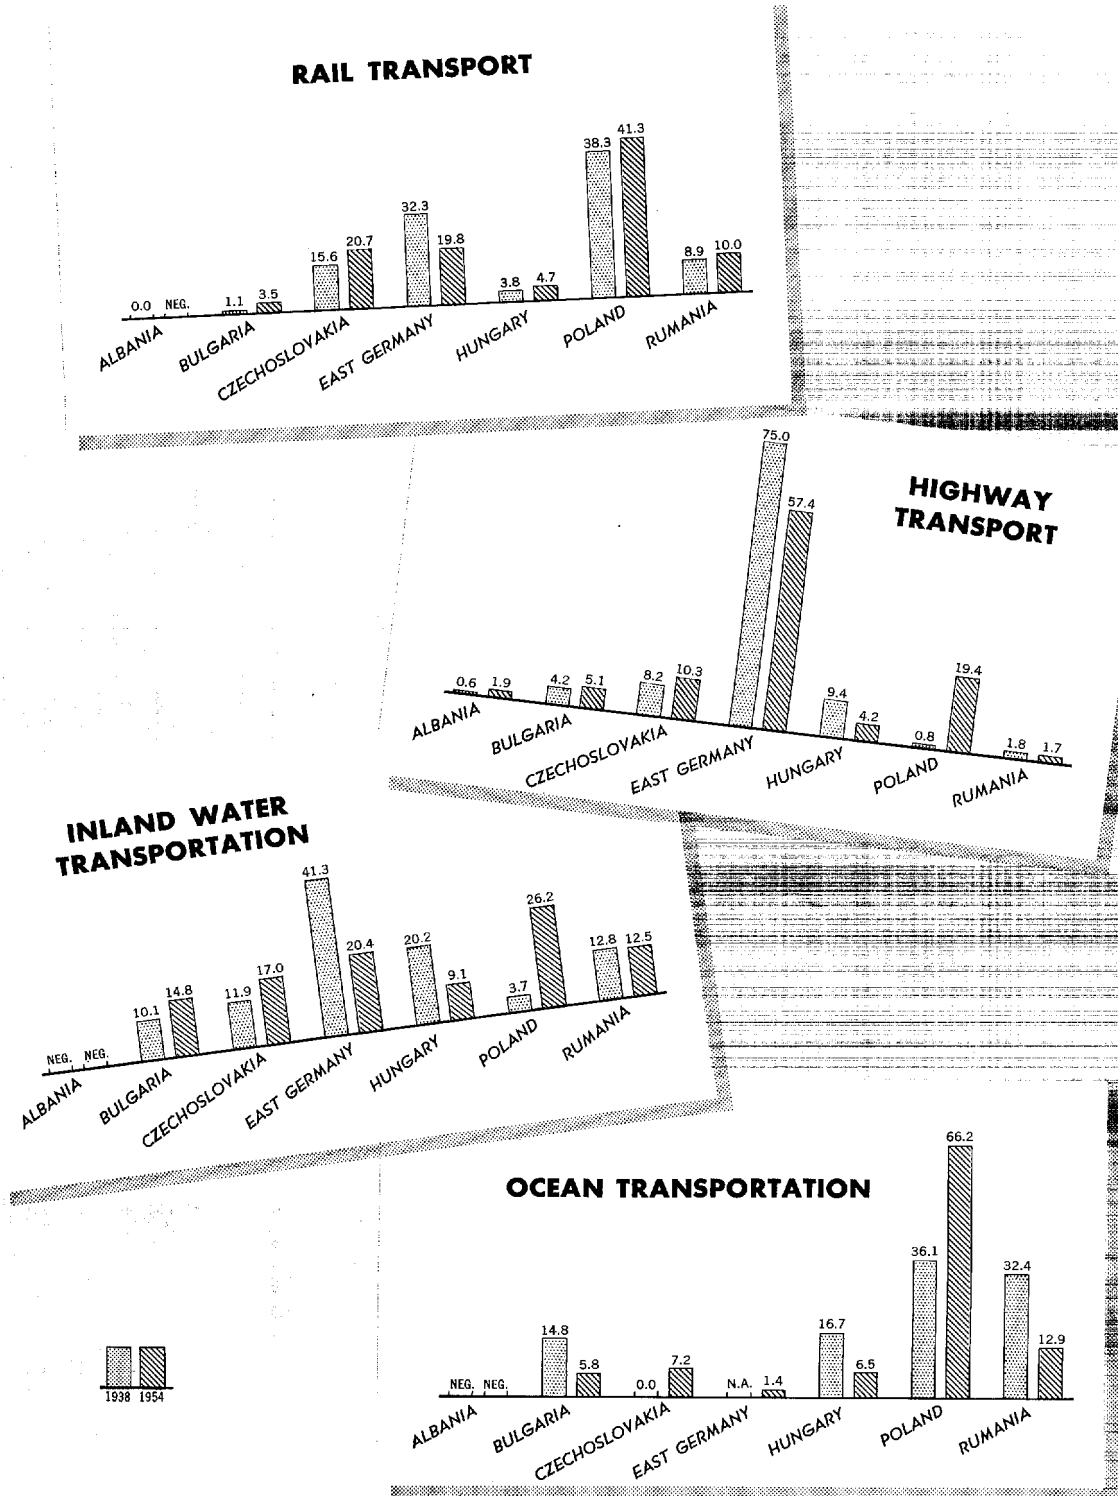 RAIL TRANSPORT
0.0 NEG. 1.1 3.5 15.6 20.7 32.3 19.8 3.8 4.7 38.3 41.3 8.9 10.0
ALBANIA BULGARIA CZECHOSLOVAKIA EAST GERMANY HUNGARY POLAND RUMANIA
HIGHWAY
TRANSPORT
0.6 1.9 4.2 5.1 8.2 10.3 75.0 57.4 9.4 4.2 0.8 19.4 1.8 1.7
ALBANIA BULGARIA CZECHOSLOVAKIA EAST GERMANY HUNGARY POLAND RUMANIA
INLAND WATER
TRANSPORTATION
NEG. NEG. 10.1 14.8 11.9 17.0 41.3 20.4 20.2 9.1 3.7 26.2 12.8 12.5
ALBANIA BULGARIA CZECHOSLOVAKIA EAST GERMANY HUNGARY POLAND RUMANIA
OCEAN TRANSPORTATION
NEG. NEG. 14.8 5.8 0.0 7.2 N.A. 1.4 16.7 6.5 36.1 66.2 32.4 12.9
ALBANIA BULGARIA CZECHOSLOVAKIA EAST GERMANY HUNGARY POLAND RUMANIA
1938 1954